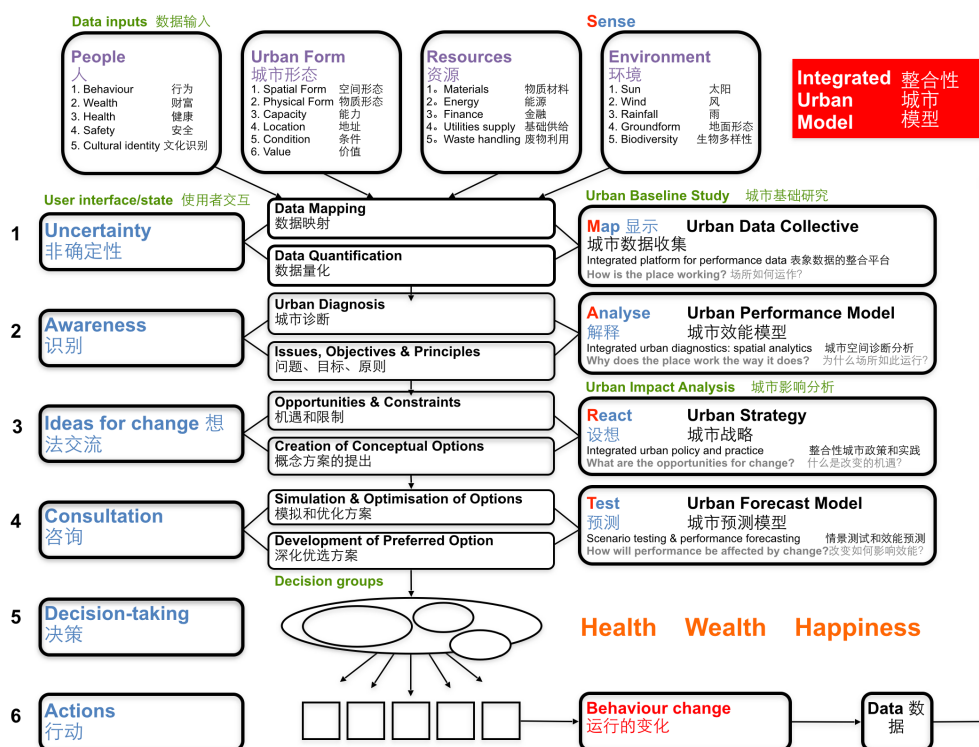 Data inputs 数据输入
Sense
People
人
1. Behaviour 行为
2. Wealth 财富
3. Health 健康
4. Safety 安全
5. Cultural identity 文化识别
Urban Form
城市形态
1. Spatial Form 空间形态
2. Physical Form 物质形态
3. Capacity 能力
4. Location 地址
5. Condition 条件
6. Value 价值
Resources
资源
1。Materials 物质材料
2。Energy 能源
3。Finance 金融
4。Utilities supply 基础供给
5。Waste handling 废物利用
Environment
环境
1. Sun 太阳
2. Wind 风
3. Rainfall 雨
4. Groundform 地面形态
5. Biodiversity 生物多样性
Integrated 整合性
Urban 城市
Model 模型
User interface/state 使用者交互
1
Uncertainty
非确定性
Data Mapping
数据映射
Data Quantification
数据量化
Urban Baseline Study 城市基础研究
Map 显示 Urban Data Collective
城市数据收集
Integrated platform for performance data 表象数据的整合平台
How is the place working? 场所如何运作?
2
Awareness
识别
Urban Diagnosis
城市诊断
Issues, Objectives & Principles
问题、目标、原则
Analyse Urban Performance Model
解释 城市效能模型
Integrated urban diagnostics: spatial analytics 城市空间诊断分析
Why does the place work the way it does? 为什么场所如此运行?
Urban Impact Analysis 城市影响分析
3
Ideas for change 想
法交流
Opportunities & Constraints
机遇和限制
Creation of Conceptual Options
概念方案的提出
React Urban Strategy
设想 城市战略
Integrated urban policy and practice 整合性城市政策和实践
What are the opportunities for change? 什么是改变的机遇?
4
Consultation
咨询
Simulation & Optimisation of Options
模拟和优化方案
Development of Preferred Option
深化优选方案
Test Urban Forecast Model
预测 城市预测模型
Scenario testing & performance forecasting 情景测试和效能预测
How will performance be affected by change?改变如何影响效能?
Decision groups
5
Decision-taking
决策
Health Wealth Happiness
6
Actions
行动
Behaviour change
运行的变化
Data 数
据